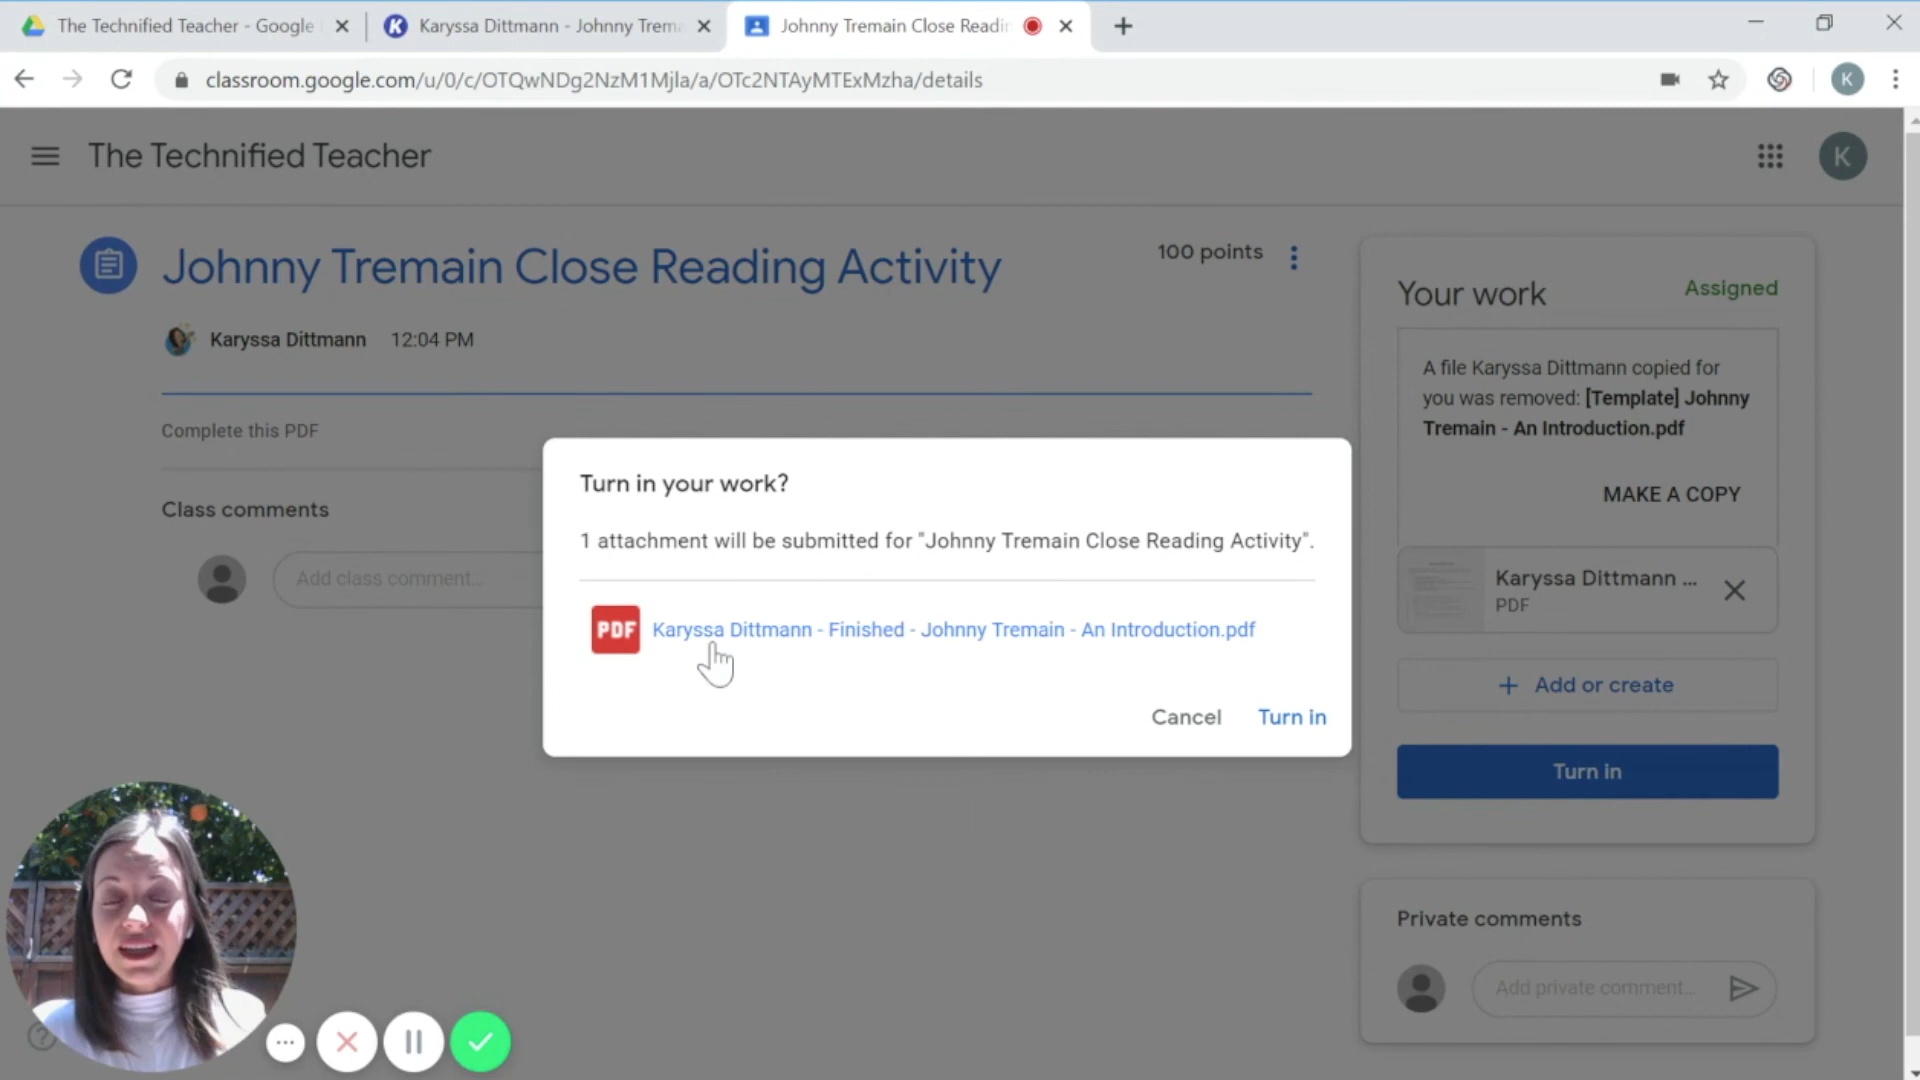 The Technified Teacher - Google
Karyssa Dittmann - Johnny Trema
Johnny Tremain Close Readin
classroom.google.com/u/0/c/OTQwNDg2NzM1Mjla/a/OTc2NTAyMTExMzha/details
K
The Technified Teacher
K
Johnny Tremain Close Reading Activity
100 points
Karyssa Dittmann 12:04 PM
Complete this PDF
Class comments
Add class comment...
Turn in your work?
1 attachment will be submitted for "Johnny Tremain Close Reading Activity".
PDF Karyssa Dittmann - Finished - Johnny Tremain - An Introduction.pdf
Cancel Turn in
Your work Assigned
A file Karyssa Dittmann copied for
you was removed: [Template] Johnny
Tremain - An Introduction.pdf
MAKE A COPY
Karyssa Dittmann ...
PDF
+ Add or create
Turn in
Private comments
Add private comment...